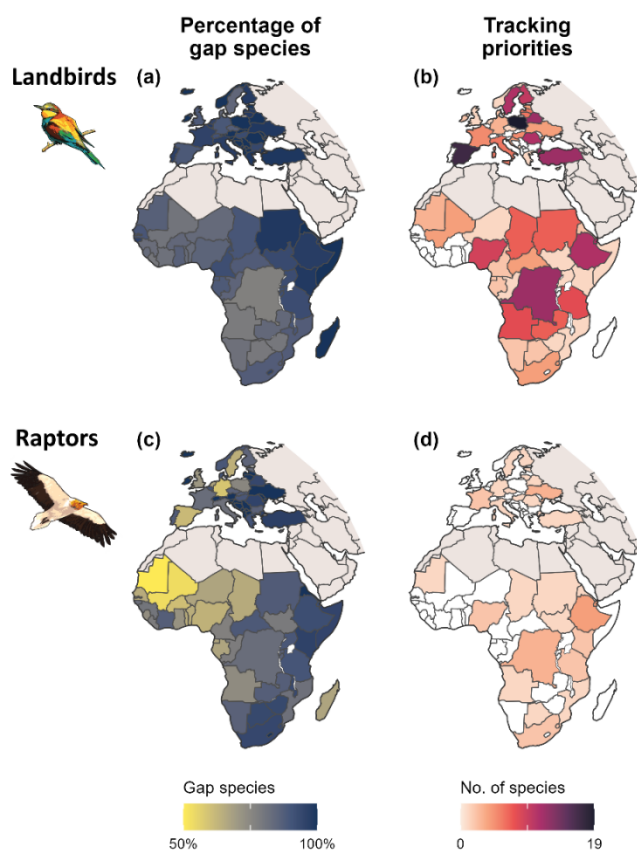 Percentage of
gap species
Tracking
priorities
Landbirds
(a)
(b)
Raptors
(c)
(d)
Gap species
50%
100%
No. of species
0
19